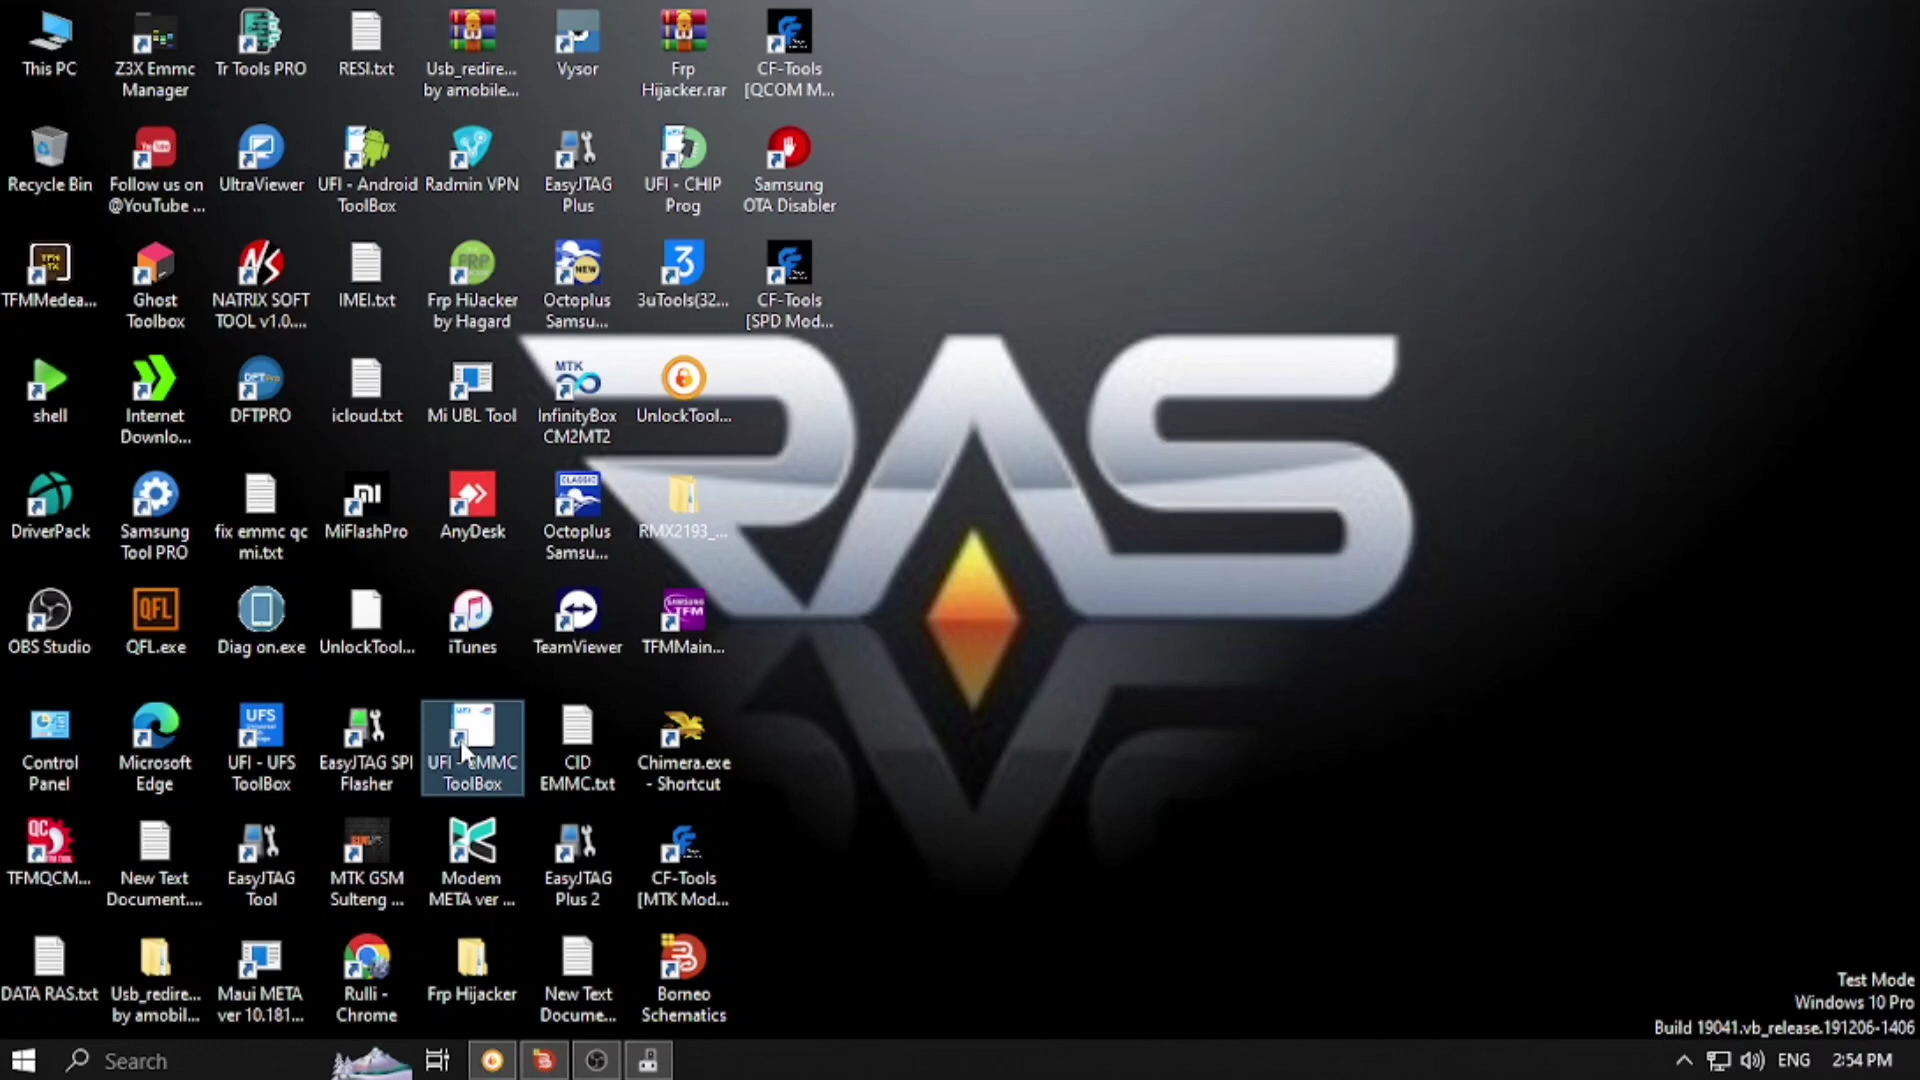 This PC
Z3X Emmc
Manager
Tr Tools PRO
RESI.txt
Usb_redire...
by amobile...
Vysor
Frp
Hijacker.rar
CF-Tools
[QCOM M...
Recycle Bin
Follow us on
@YouTube ...
UltraViewer
UFI - Android
ToolBox
Radmin VPN
EasyJTAG
Plus
UFI - CHIP
Prog
Samsung
OTA Disabler
TFMMedea...
Ghost
Toolbox
NATRIX SOFT
TOOL v1.0....
IMEI.txt
Frp HiJacker
by Hagard
Octoplus
Samsu...
3uTools(32...
CF-Tools
[SPD Mod...
shell
Internet
Downlo...
DFTPRO
icloud.txt
Mi UBL Tool
InfinityBox
CM2MT2
UnlockTool...
DriverPack
Samsung
Tool PRO
fix emmc qc
mi.txt
MiFlashPro
AnyDesk
Octoplus
Samsu...
RMX2193_...
OBS Studio
QFL.exe
Diag on.exe
UnlockTool...
iTunes
TeamViewer
TFMMain...
Control
Panel
Microsoft
Edge
UFI - UFS
ToolBox
EasyJTAG SPI
Flasher
UFI - EMMC
ToolBox
CID
EMMC.txt
Chimera.exe
- Shortcut
TFMQCM...
New Text
Document....
EasyJTAG
Tool
MTK GSM
Sulteng ...
Modem
META ver ...
EasyJTAG
Plus 2
CF-Tools
[MTK Mod...
DATA RAS.txt
Usb_redire...
by amobil...
Maui META
ver 10.181...
Rulli -
Chrome
Frp Hijacker
New Text
Docume...
Borneo
Schematics
RAS
Test Mode
Windows 10 Pro
Build 19041.vb_release.191206-1406
Search
ENG
2:54 PM